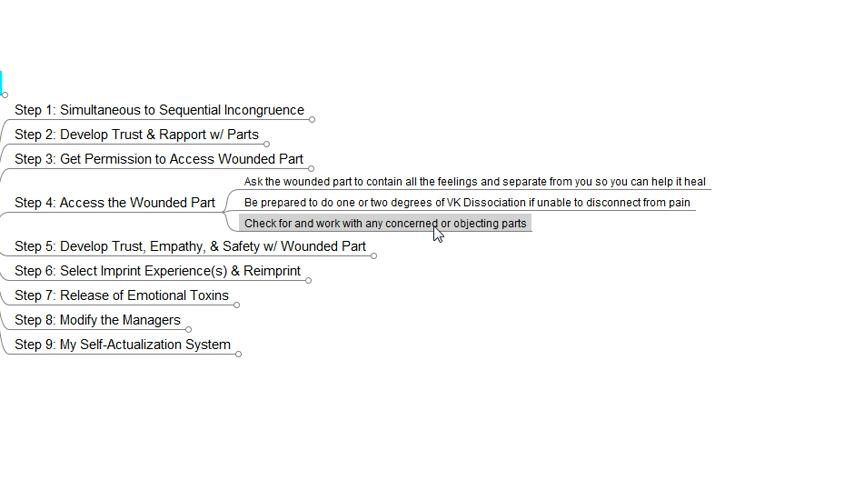 Step 1: Simultaneous to Sequential Incongruence
Step 2: Develop Trust & Rapport w/ Parts
Step 3: Get Permission to Access Wounded Part
Step 4: Access the Wounded Part
Ask the wounded part to contain all the feelings and separate from you so you can help it heal
Be prepared to do one or two degrees of VK Dissociation if unable to disconnect from pain
Check for and work with any concerned or objecting parts
Step 5: Develop Trust, Empathy, & Safety w/ Wounded Part
Step 6: Select Imprint Experience(s) & Reimprint
Step 7: Release of Emotional Toxins
Step 8: Modify the Managers
Step 9: My Self-Actualization System